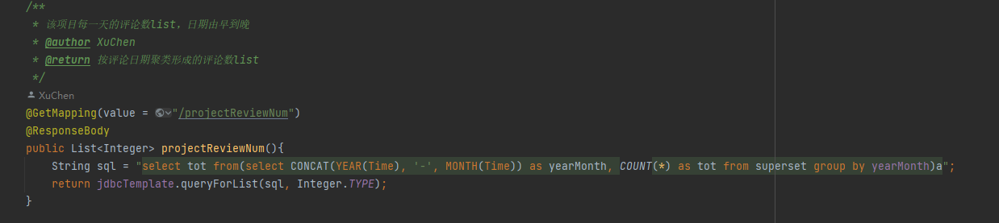 /**
* 该项目每一天的评论数list，日期由早到晚
* @author XuChen
* @return 按评论日期聚类形成的评论数list
*/
XuChen
@GetMapping(value = "/projectReviewNum")
@ResponseBody
public List<Integer> projectReviewNum(){
String sql = "select tot from(select CONCAT(YEAR(Time), '-', MONTH(Time)) as yearMonth, COUNT(*) as tot from superset group by yearMonth)a";
return jdbcTemplate.queryForList(sql, Integer.TYPE);
}